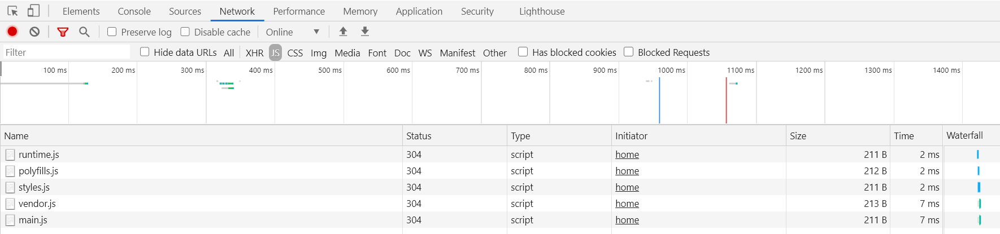 Elements Console Sources Network Performance Memory Application Security Lighthouse
Preserve log Disable cache Online
Filter Hide data URLs All XHR JS CSS Img Media Font Doc WS Manifest Other Has blocked cookies Blocked Requests
100 ms 200 ms 300 ms 400 ms 500 ms 600 ms 700 ms 800 ms 900 ms 1000 ms 1100 ms 1200 ms 1300 ms 1400 ms
Name Status Type Initiator Size Time Waterfall
runtime.js 304 script home 211 B 2 ms
polyfills.js 304 script home 212 B 2 ms
styles.js 304 script home 211 B 2 ms
vendor.js 304 script home 213 B 7 ms
main.js 304 script home 211 B 7 ms